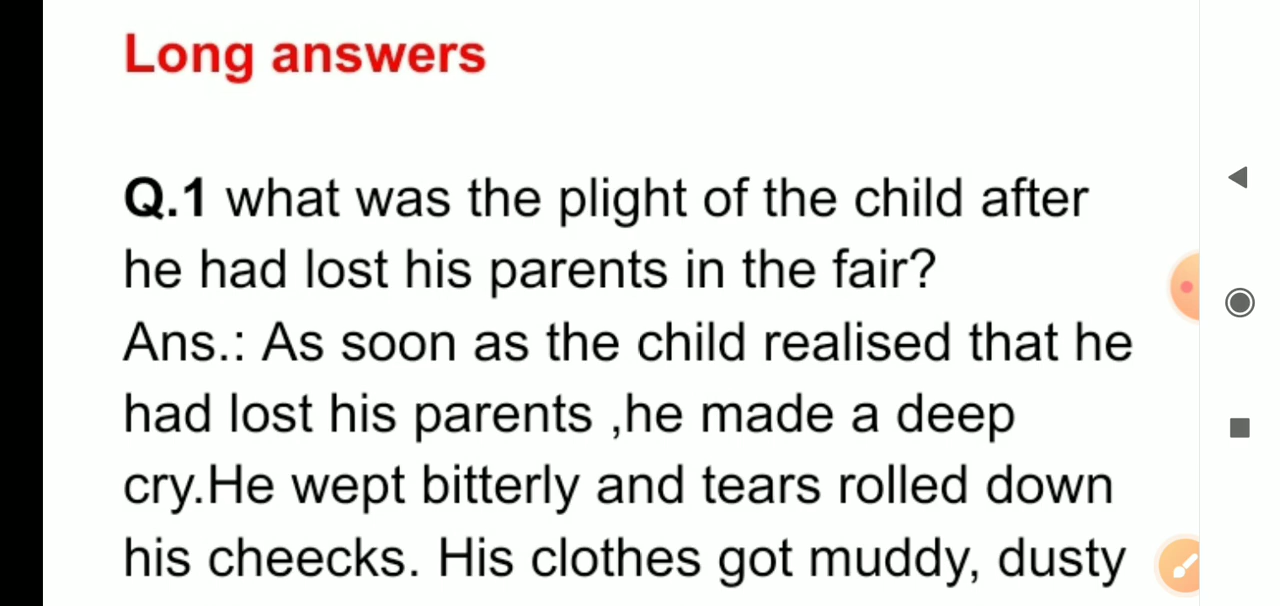 Long answers
Q.1 what was the plight of the child after
he had lost his parents in the fair?
Ans.: As soon as the child realised that he
had lost his parents ,he made a deep
cry.He wept bitterly and tears rolled down
his cheecks. His clothes got muddy, dusty